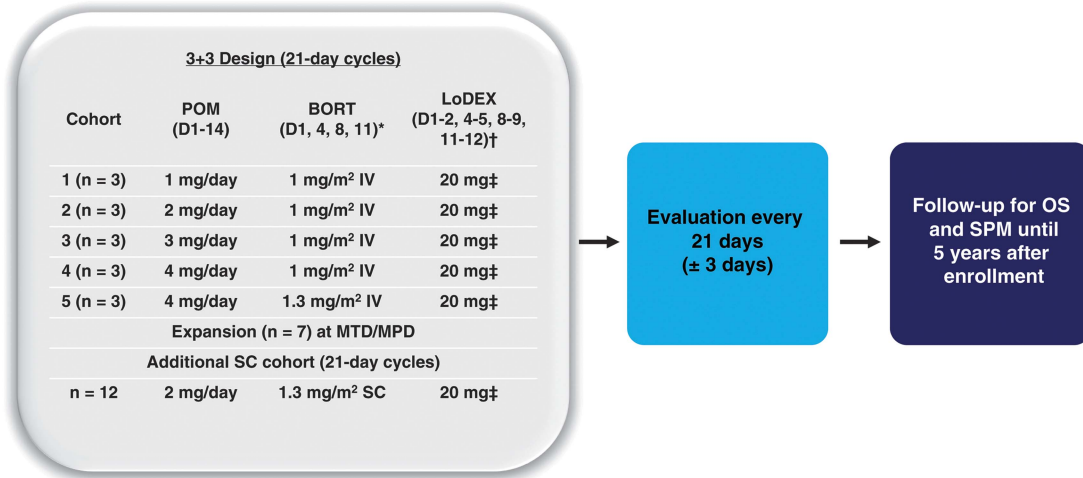 3+3 Design (21-day cycles)
Cohort POM (D1-14) BORT (D1, 4, 8, 11)* LoDEX (D1-2, 4-5, 8-9, 11-12)†
1 (n = 3) 1 mg/day 1 mg/m² IV 20 mg‡
2 (n = 3) 2 mg/day 1 mg/m² IV 20 mg‡
3 (n = 3) 3 mg/day 1 mg/m² IV 20 mg‡
4 (n = 3) 4 mg/day 1 mg/m² IV 20 mg‡
5 (n = 3) 4 mg/day 1.3 mg/m² IV 20 mg‡
Expansion (n = 7) at MTD/MPD
Additional SC cohort (21-day cycles)
n = 12 2 mg/day 1.3 mg/m² SC 20 mg‡
Evaluation every
21 days
(± 3 days)
Follow-up for OS
and SPM until
5 years after
enrollment